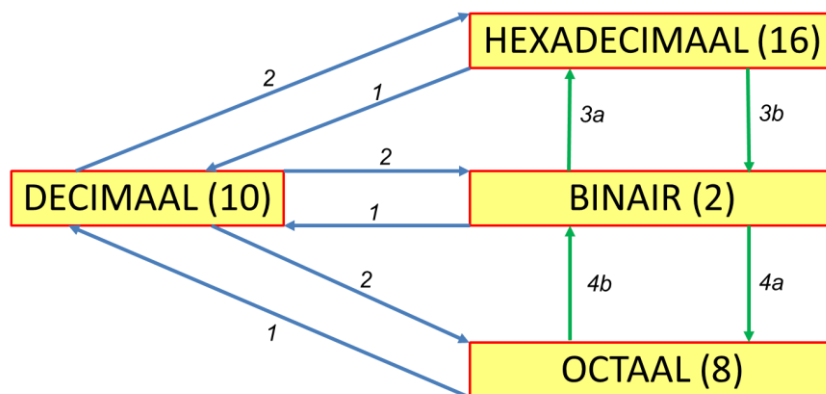 HEXADECIMAAL (16)
2
1
3a
3b
2
DECIMAAL (10)
BINAIR (2)
1
2
4b
4a
1
OCTAAL (8)